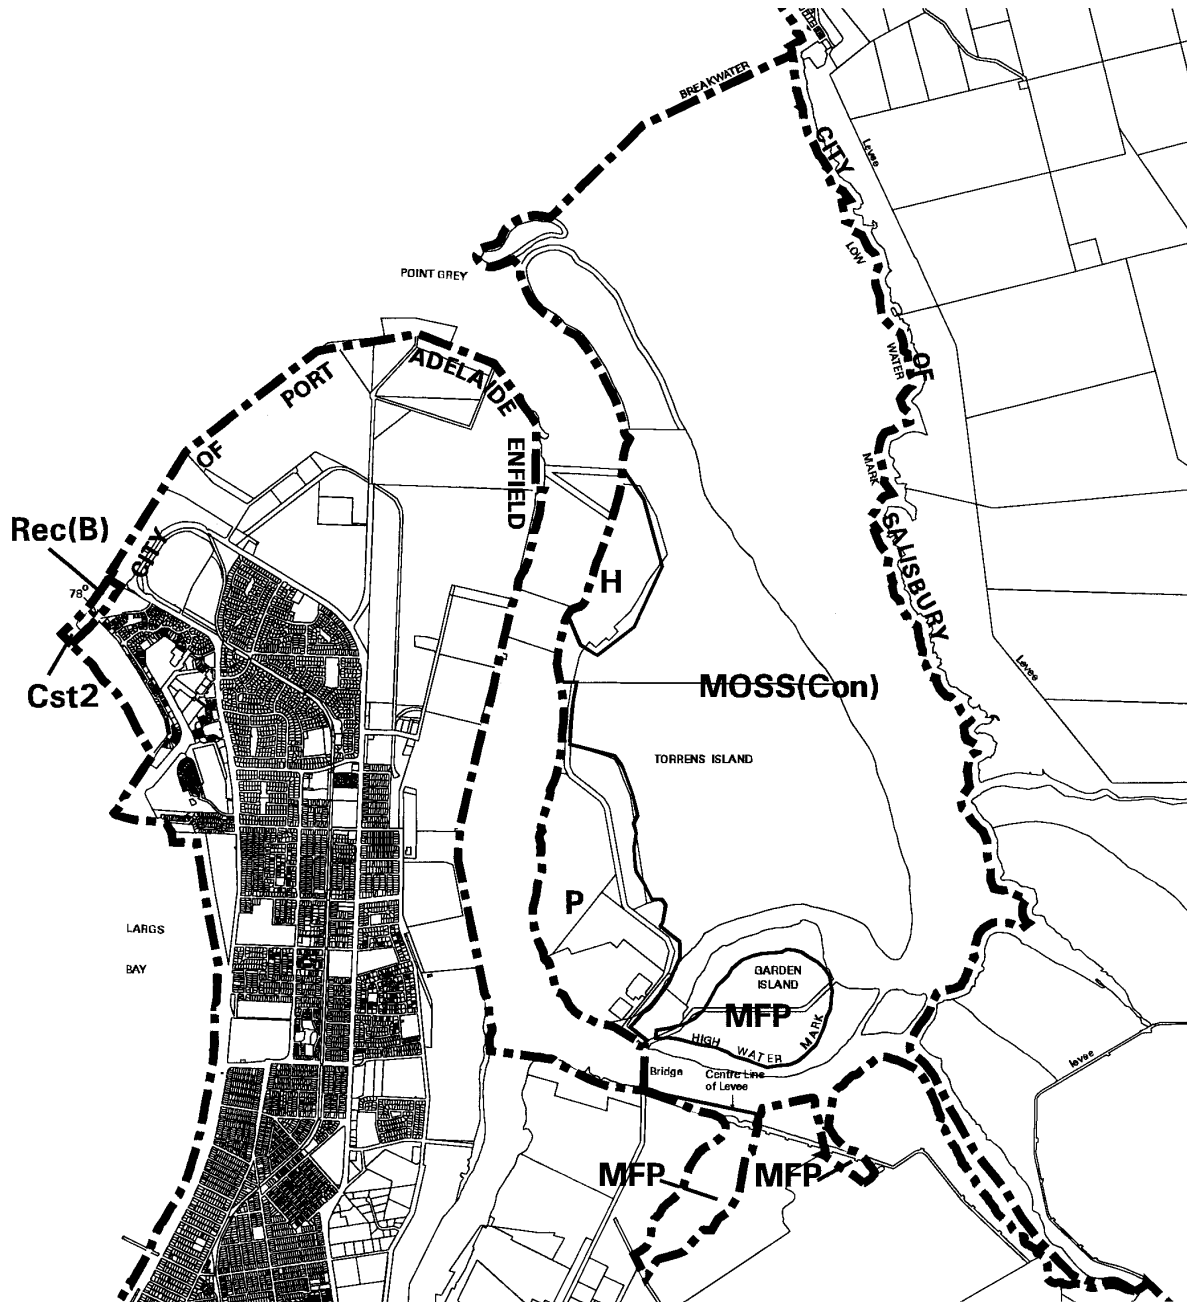 BREAKWATER
CITY
Levee
LOW
POINT GREY
WATER
OF
PORT
ADELAIDE
OF
ENFIELD
MARK
Rec(B)
CITY
SALISBURY
78°
H
Levee
Cst2
MOSS(Con)
TORRENS ISLAND
P
LARGS
BAY
GARDEN
ISLAND
MFP
HIGH WATER MARK
Bridge
Centre Line
of Levee
levee
MFP
MFP